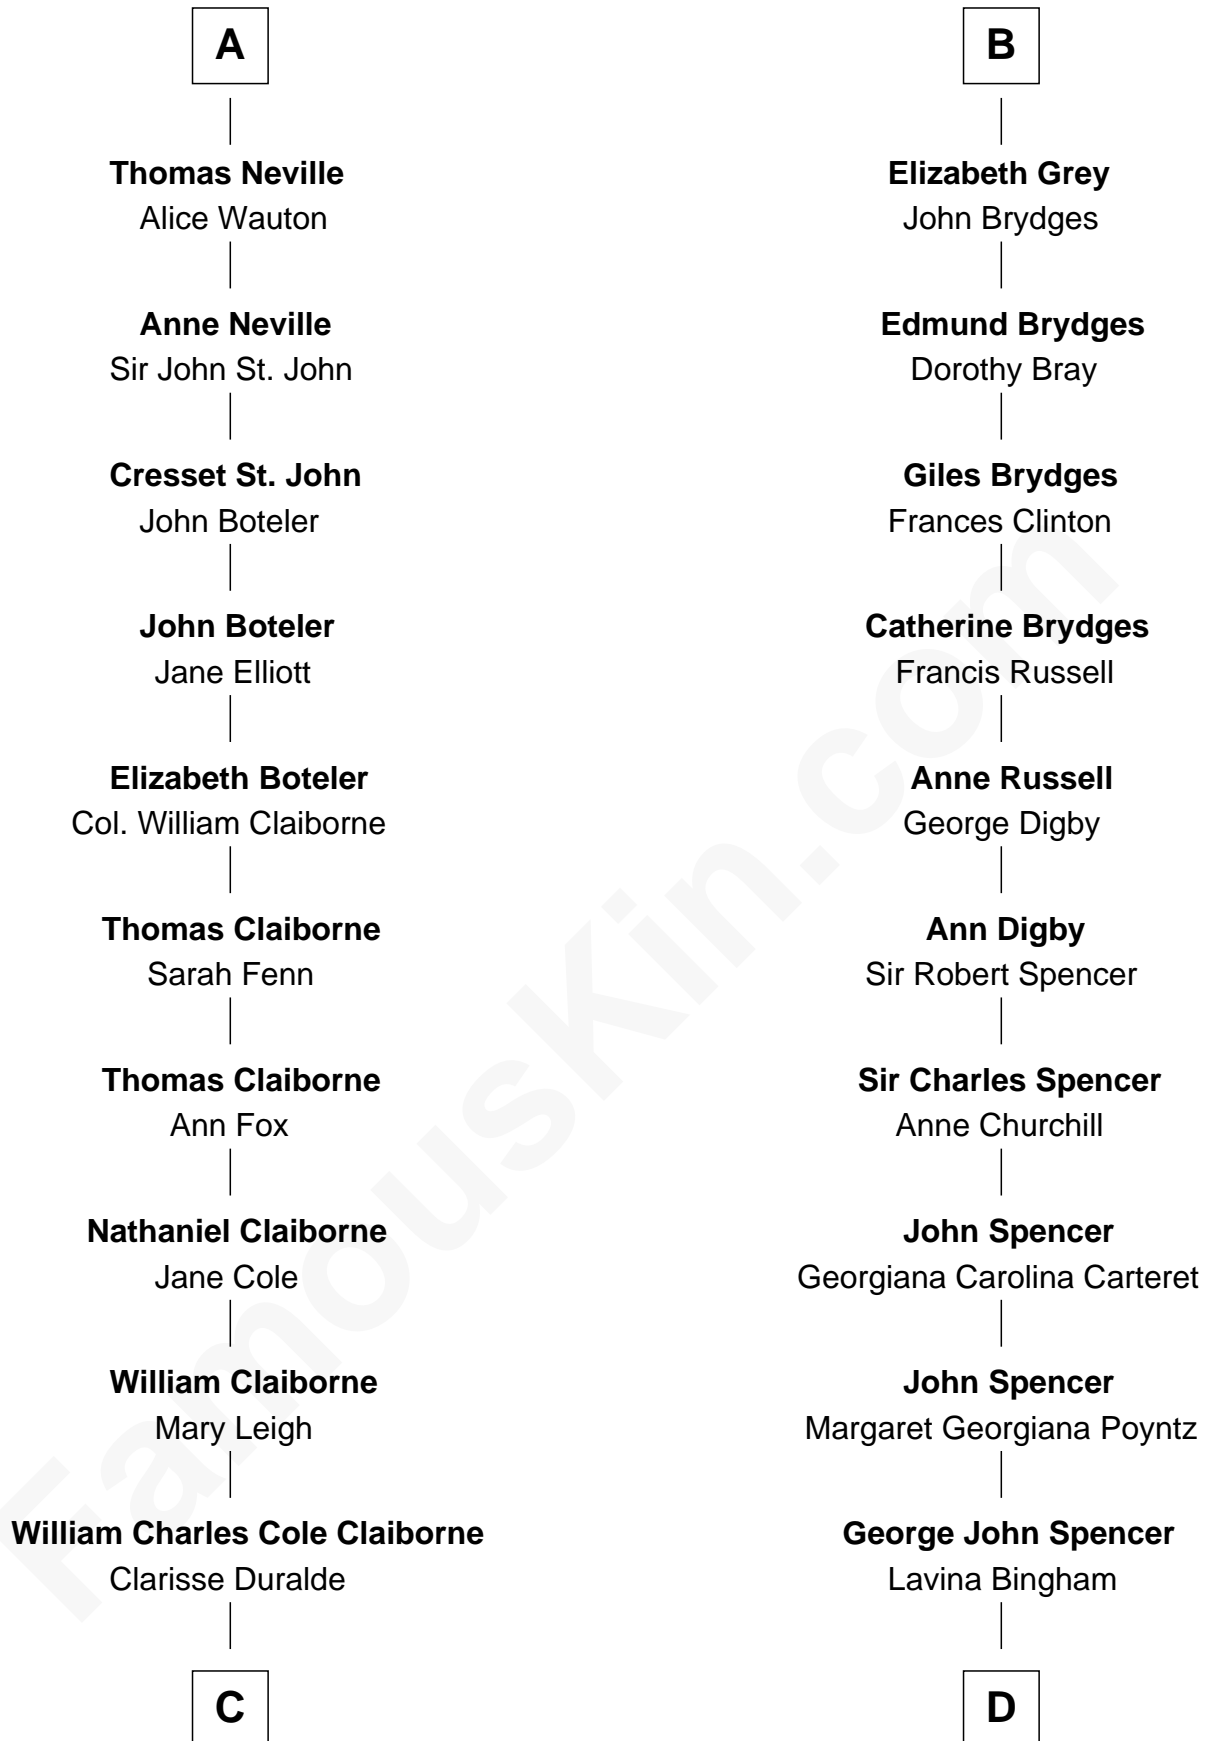 A
Thomas Neville
Alice Wauton
Anne Neville
Sir John St. John
Cresset St. John
John Boteler
John Boteler
Jane Elliott
Elizabeth Boteler
Col. William Claiborne
Thomas Claiborne
Sarah Fenn
Thomas Claiborne
Ann Fox
Nathaniel Claiborne
Jane Cole
William Claiborne
Mary Leigh
William Charles Cole Claiborne
Clarisse Duralde
C
B
Elizabeth Grey
John Brydges
Edmund Brydges
Dorothy Bray
Giles Brydges
Frances Clinton
Catherine Brydges
Francis Russell
Anne Russell
George Digby
Ann Digby
Sir Robert Spencer
Sir Charles Spencer
Anne Churchill
John Spencer
Georgiana Carolina Carteret
John Spencer
Margaret Georgiana Poyntz
George John Spencer
Lavina Bingham
D
FamousKin.com